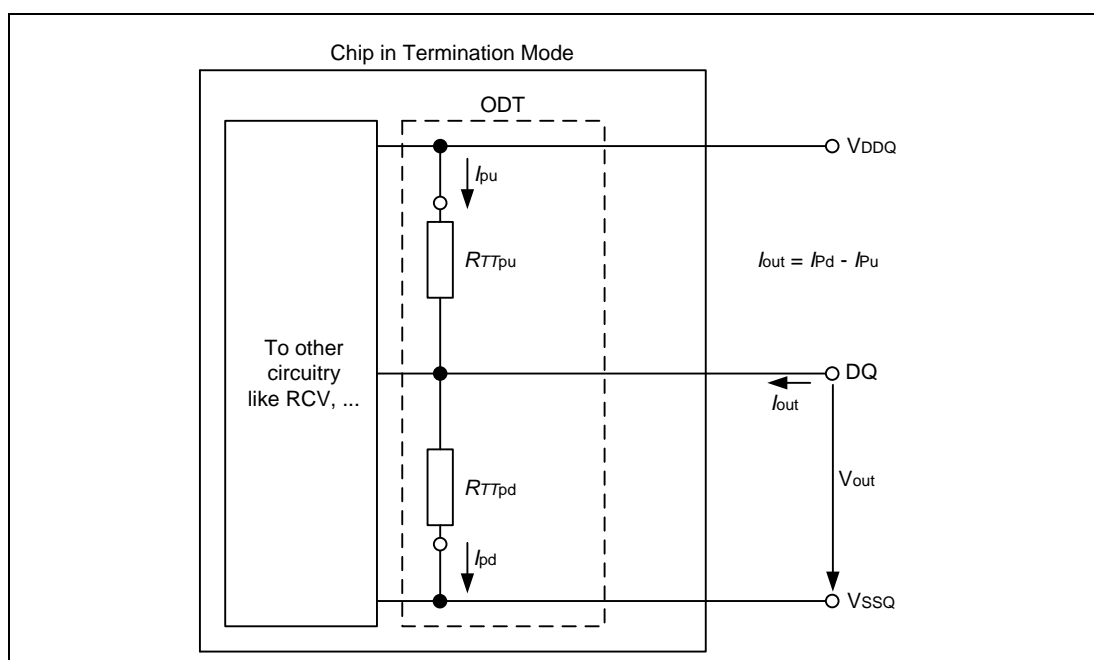 Chip in Termination Mode
ODT
VDDQ
Ipu
RTTpu
Iout = IPd - IPu
To other
circuitry
like RCV, ...
DQ
Iout
RTTpd
Vout
Ipd
VSSQ